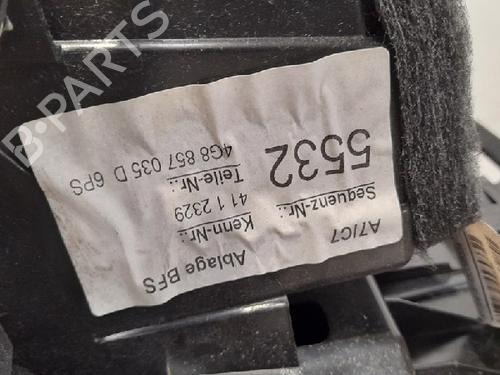 A7/C7
Ablage BFS
Sequenz-Nr.:
Kenn-Nr.:
5532
41 1 2329
Teile-Nr.:
4G8 857 035 D 6PS
B-PARTS